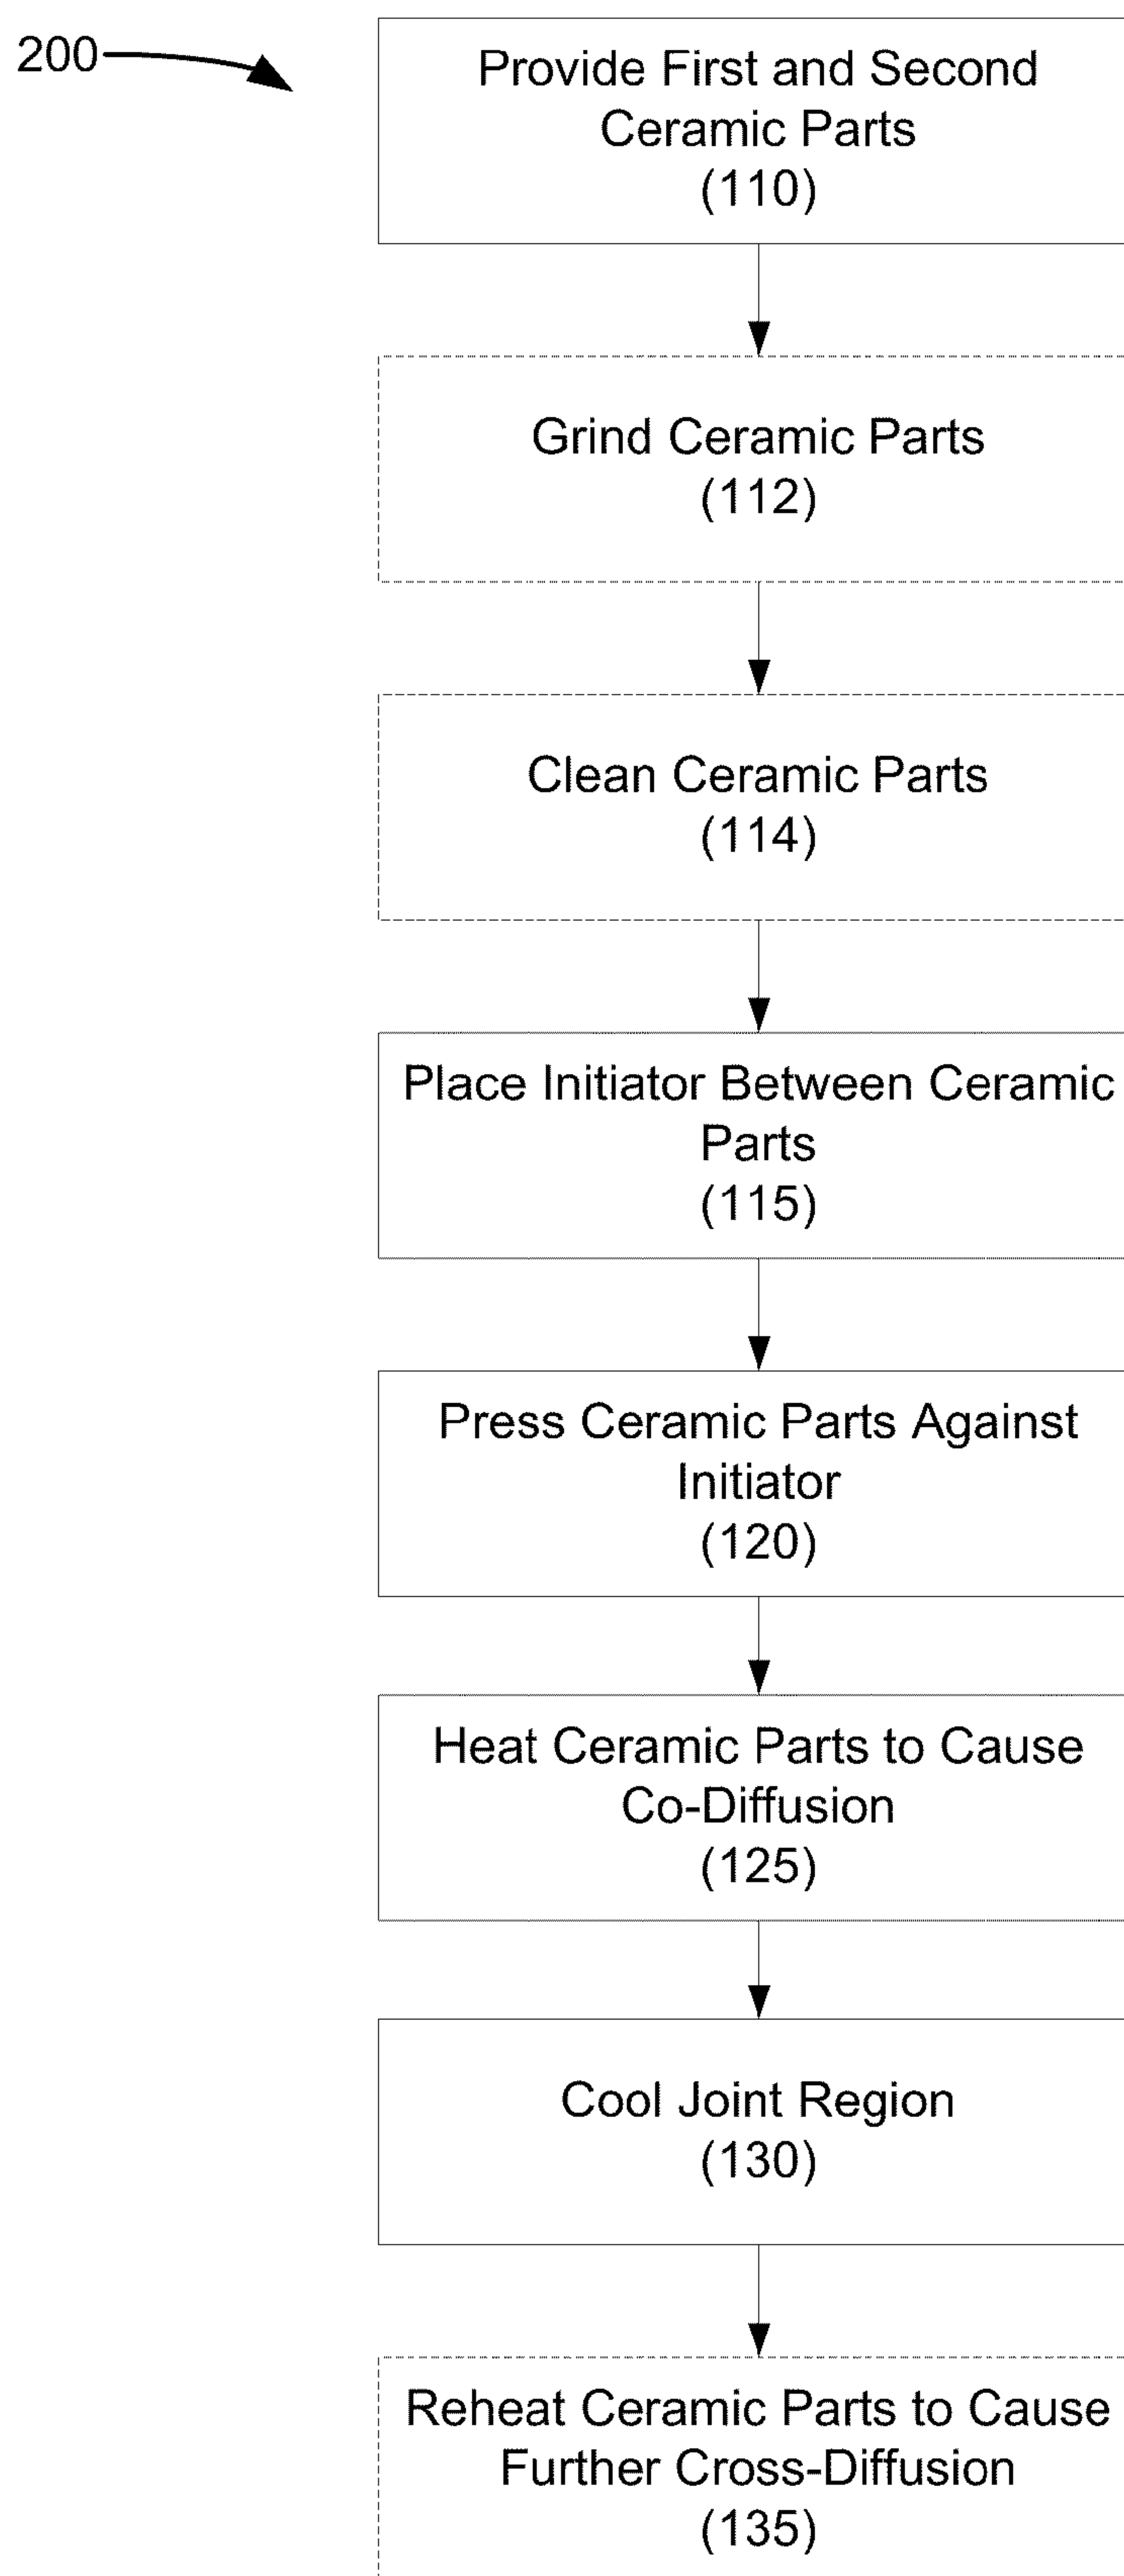 200
Provide First and Second
Ceramic Parts
(110)
Grind Ceramic Parts
(112)
Clean Ceramic Parts
(114)
Place Initiator Between Ceramic
Parts
(115)
Press Ceramic Parts Against
Initiator
(120)
Heat Ceramic Parts to Cause
Co-Diffusion
(125)
Cool Joint Region
(130)
Reheat Ceramic Parts to Cause
Further Cross-Diffusion
(135)